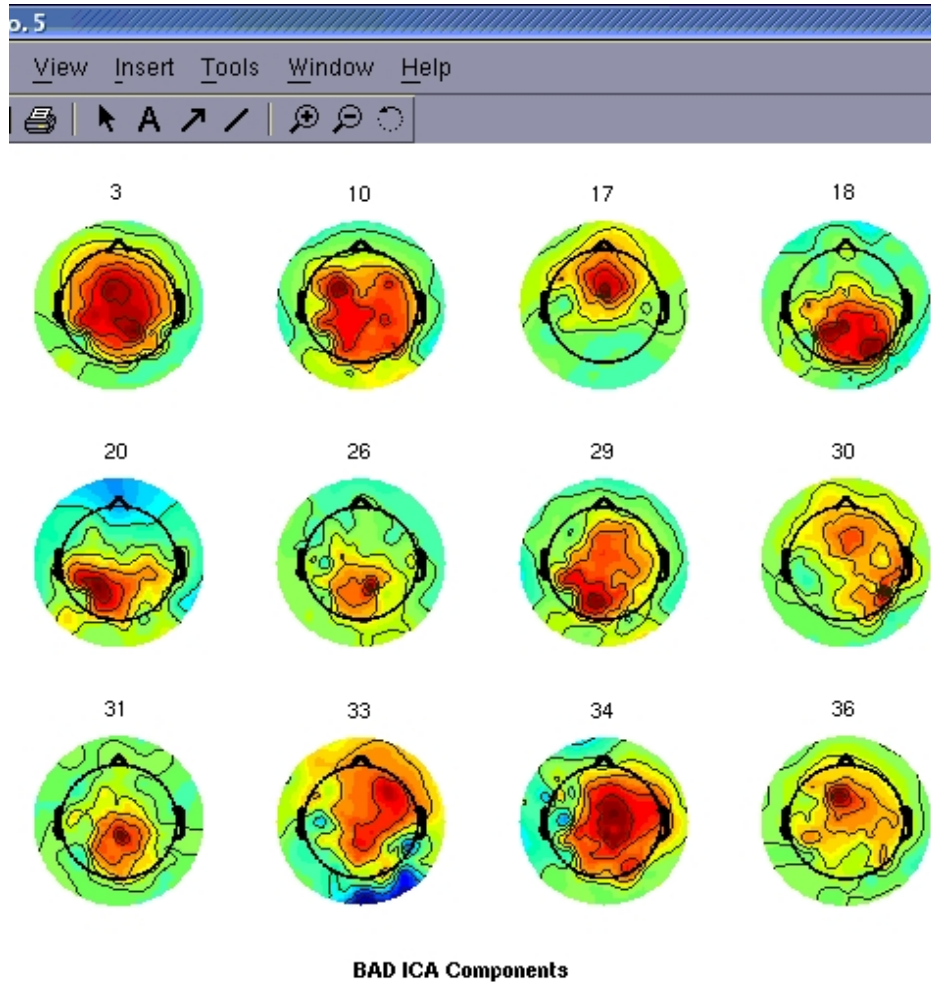 o. 5
View Insert Tools Window Help
A
3 10 17 18
20 26 29 30
31 33 34 36
BAD ICA Components